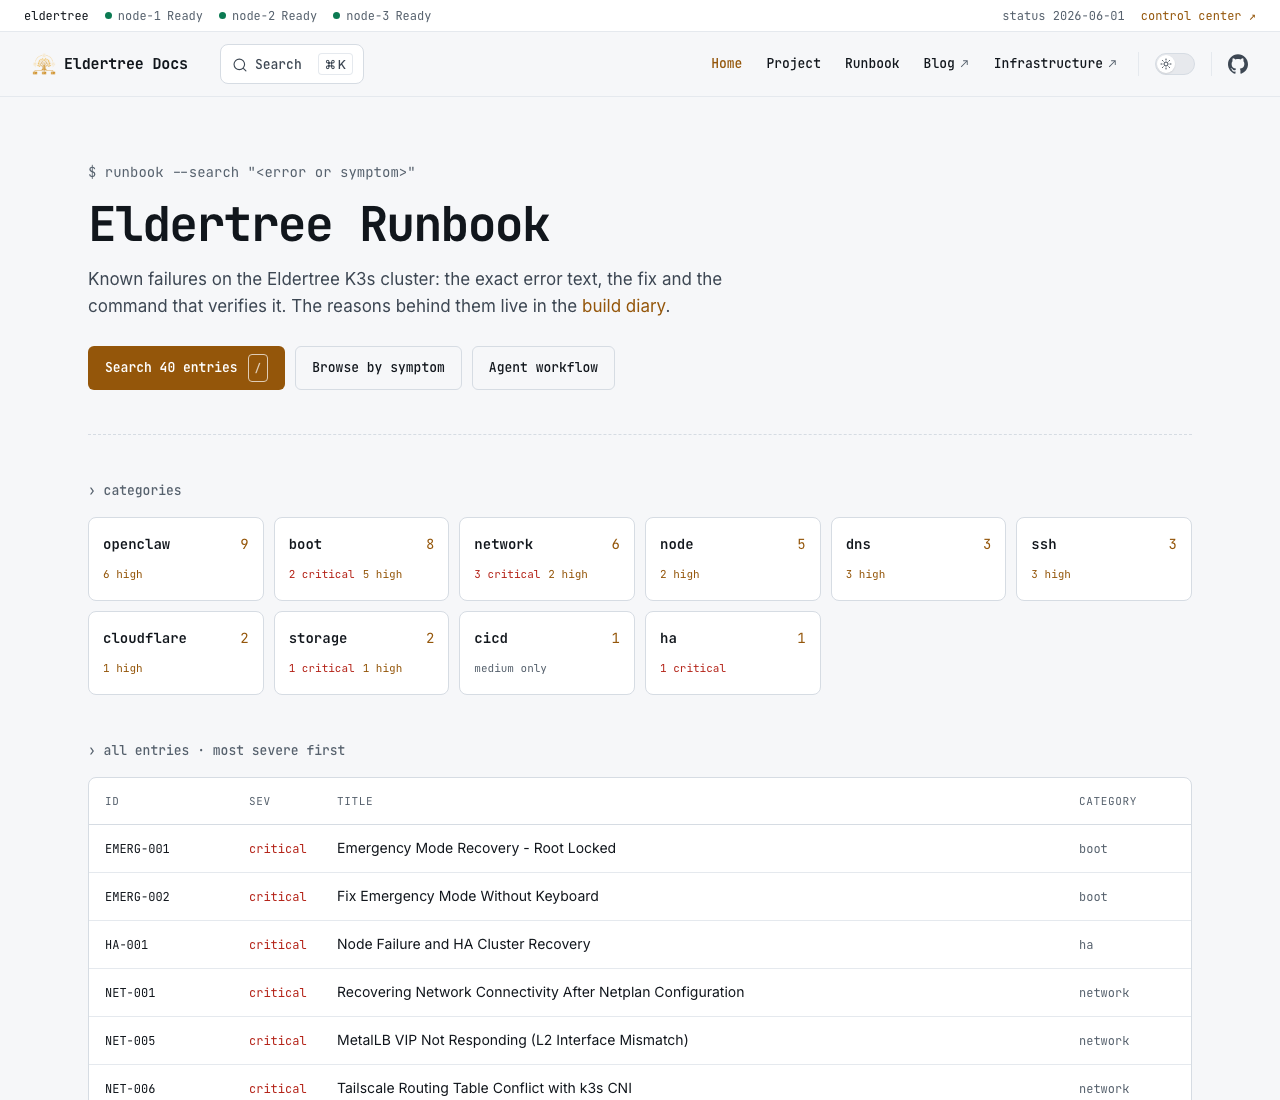 eldertree node-1 Ready node-2 Ready node-3 Ready status 2026-06-01 control center ↗
Eldertree Docs Search ⌘K Home Project Runbook Blog ↗ Infrastructure ↗
$ runbook --search "<error or symptom>"
Eldertree Runbook
Known failures on the Eldertree K3s cluster: the exact error text, the fix and the
command that verifies it. The reasons behind them live in the build diary.
Search 40 entries / Browse by symptom Agent workflow
› categories
openclaw 9 boot 8 network 6 node 5 dns 3 ssh 3
6 high 2 critical 5 high 3 critical 2 high 2 high 3 high 3 high
cloudflare 2 storage 2 cicd 1 ha 1
1 high 1 critical 1 high medium only 1 critical
› all entries · most severe first
ID SEV TITLE CATEGORY
EMERG-001 critical Emergency Mode Recovery - Root Locked boot
EMERG-002 critical Fix Emergency Mode Without Keyboard boot
HA-001 critical Node Failure and HA Cluster Recovery ha
NET-001 critical Recovering Network Connectivity After Netplan Configuration network
NET-005 critical MetalLB VIP Not Responding (L2 Interface Mismatch) network
NET-006 critical Tailscale Routing Table Conflict with k3s CNI network